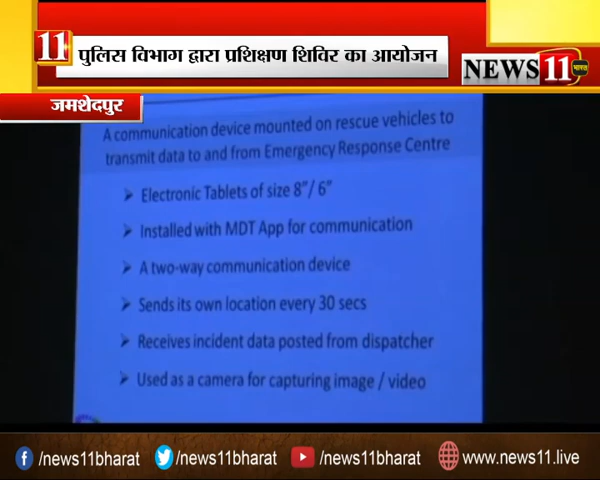 11
पुलिस विभाग द्वारा प्रशिक्षण शिविर का आयोजन
NEWS 11 भारत
जमशेदपुर
A communication device mounted on rescue vehicles to
transmit data to and from Emergency Response Centre
➢ Electronic Tablets of size 8”/ 6”
➢ Installed with MDT App for communication
➢ A two-way communication device
➢ Sends its own location every 30 secs
➢ Receives incident data posted from dispatcher
➢ Used as a camera for capturing image / video
/news11bharat /news11bharat /news11bharat www.news11.live